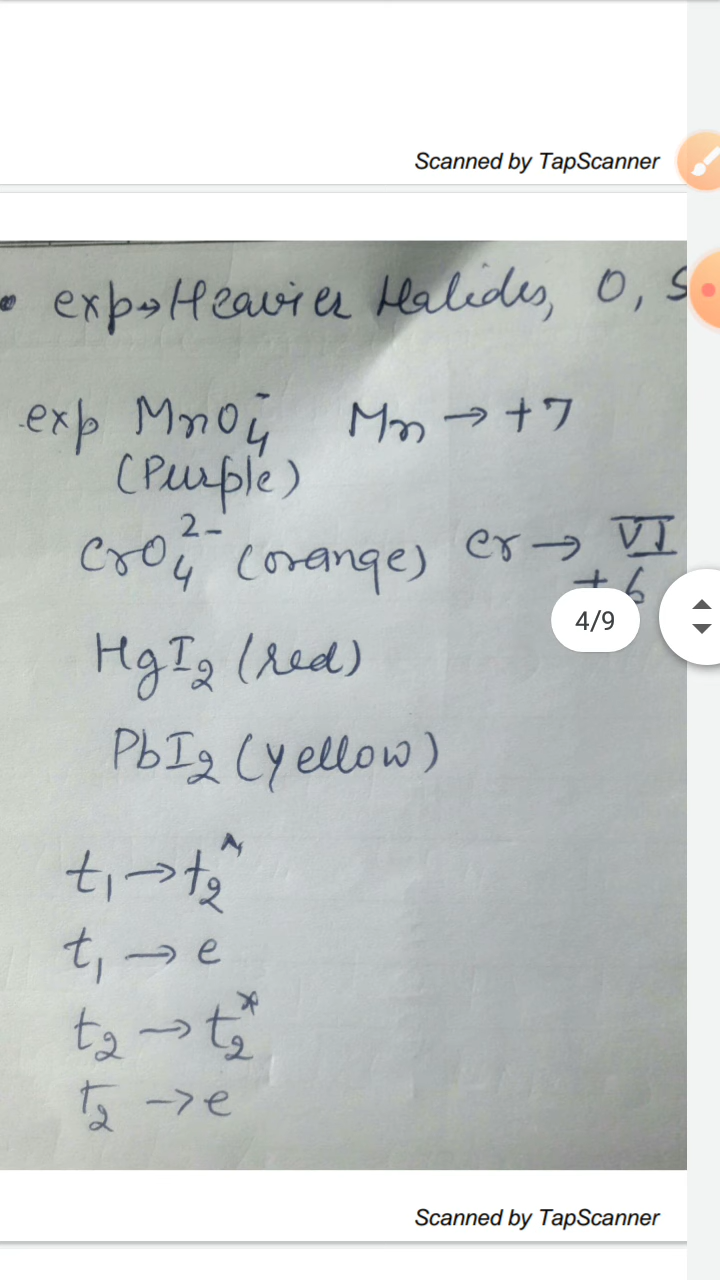 Scanned by TapScanner
• exp→Heavier Halides, O, S
exp MnO₄⁻ Mn → +7
(Purple)
CrO₄²⁻ (orange) Cr → VI
+6
4/9
HgI₂ (red)
PbI₂ (yellow)
t₁ → t₂*
t₁ → e
t₂ → t₂*
t₂ → e
Scanned by TapScanner